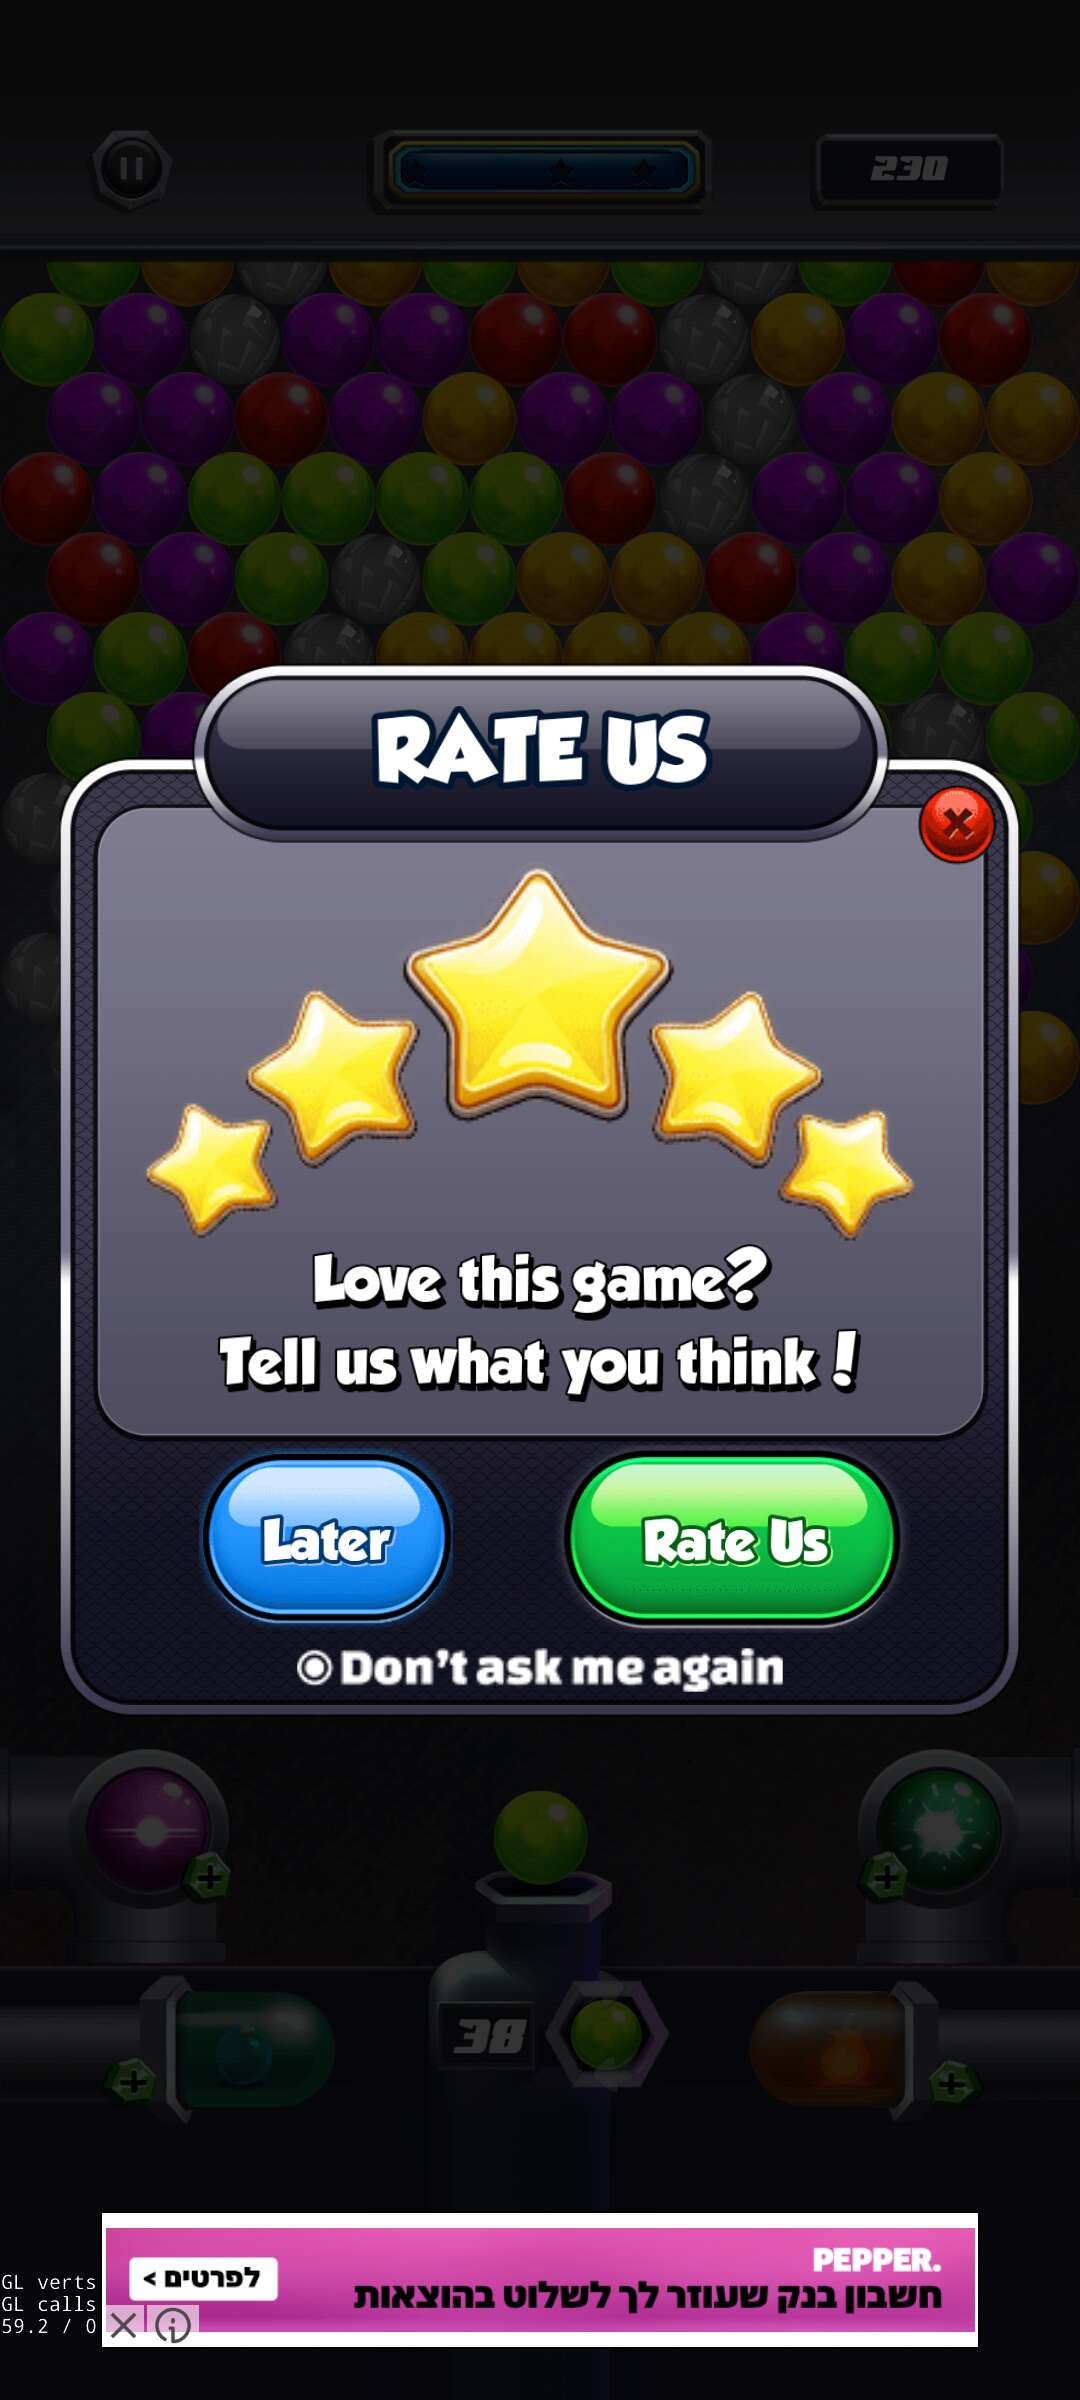 230
RATE US
Love this game?
Tell us what you think!
Later
Rate Us
Don't ask me again
38
PEPPER.
חשבון בנק שעוזר לך לשלוט בהוצאות
לפרטים >
GL verts
GL calls
59.2 / 0